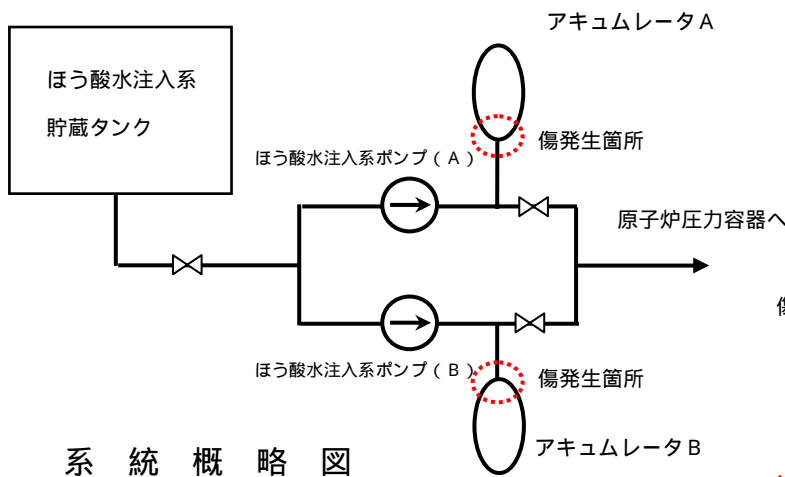 アキュムレータA
ほう酸水注入系
貯蔵タンク
傷発生箇所
ほう酸水注入系ポンプ(A)
原子炉圧力容器へ
傷
ほう酸水注入系ポンプ(B)
傷発生箇所
アキュムレータB
系統概略図